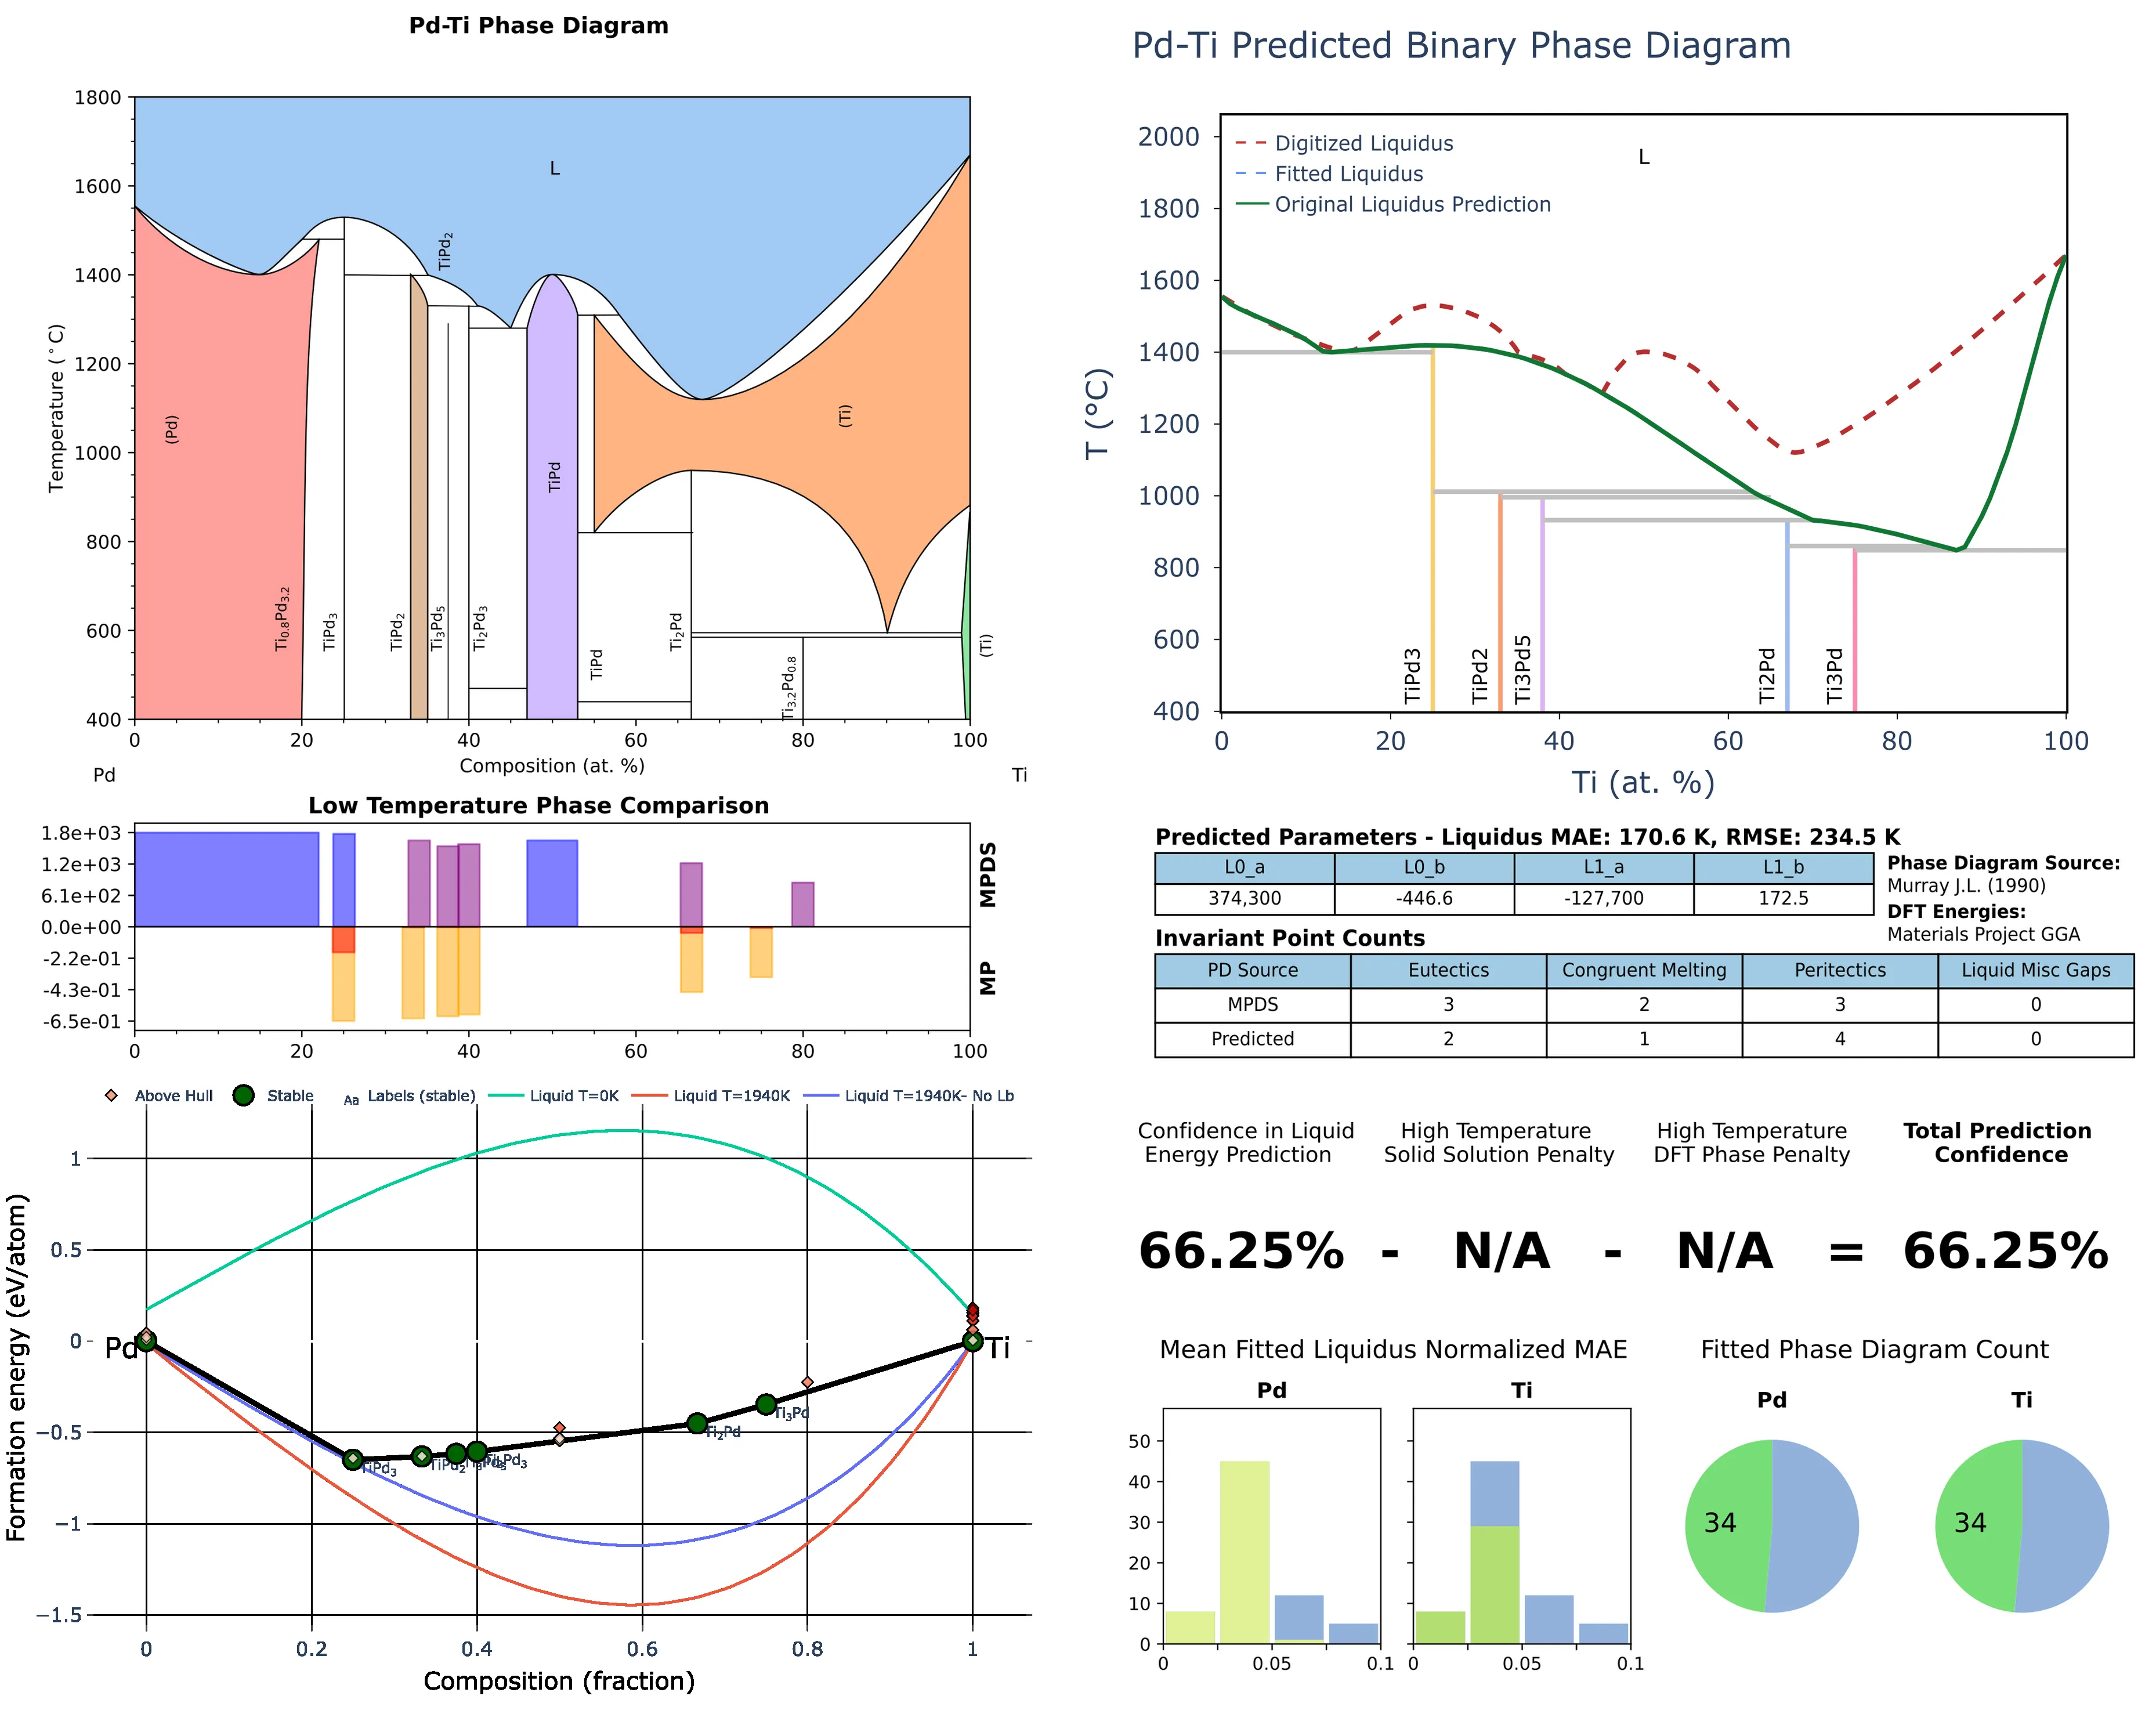 Pd-Ti Phase Diagram
1800
1600
1400
1200
1000
800
600
400
Temperature (°C)
L
(Pd)
Ti0.8Pd3.2
TiPd3
TiPd2
TiPd2
Ti3Pd5
Ti2Pd3
TiPd
TiPd
Ti2Pd
Ti3.2Pd0.8
(Ti)
(Ti)
0 20 40 60 80 100
Composition (at. %)
Pd Ti
Low Temperature Phase Comparison
1.8e+03
1.2e+03
6.1e+02
0.0e+00
-2.2e-01
-4.3e-01
-6.5e-01
MPDS
MP
0 20 40 60 80 100
Above Hull Stable Aa Labels (stable) Liquid T=0K Liquid T=1940K Liquid T=1940K- No Lb
1
0.5
0
−0.5
−1
−1.5
Formation energy (eV/atom)
Pd
Ti
TiPd3
TiPd2
Ti2Pd3
Ti2Pd
Ti3Pd
0 0.2 0.4 0.6 0.8 1
Composition (fraction)
Pd-Ti Predicted Binary Phase Diagram
2000
1800
1600
1400
1200
1000
800
600
400
T (°C)
Digitized Liquidus
Fitted Liquidus
Original Liquidus Prediction
L
TiPd3
TiPd2
Ti3Pd5
Ti2Pd
Ti3Pd
0 20 40 60 80 100
Ti (at. %)
Predicted Parameters - Liquidus MAE: 170.6 K, RMSE: 234.5 K
L0_a L0_b L1_a L1_b
374,300 -446.6 -127,700 172.5
Phase Diagram Source:
Murray J.L. (1990)
DFT Energies:
Materials Project GGA
Invariant Point Counts
PD Source Eutectics Congruent Melting Peritectics Liquid Misc Gaps
MPDS 3 2 3 0
Predicted 2 1 4 0
Confidence in Liquid Energy Prediction
High Temperature Solid Solution Penalty
High Temperature DFT Phase Penalty
Total Prediction Confidence
66.25% - N/A - N/A = 66.25%
Mean Fitted Liquidus Normalized MAE
Pd Ti
50
40
30
20
10
0
0 0.05 0.1
0 0.05 0.1
Fitted Phase Diagram Count
Pd Ti
34 34